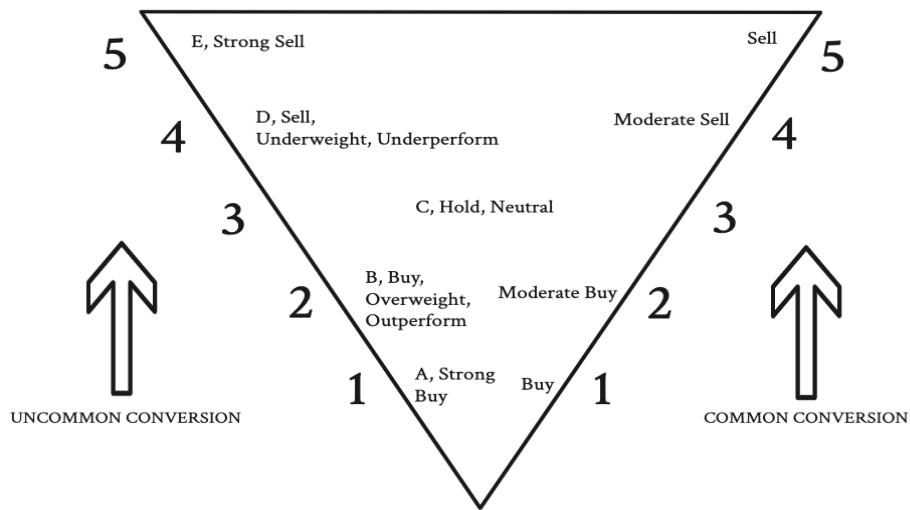 5
E, Strong Sell
Sell
5
4
D, Sell,
Underweight, Underperform
Moderate Sell
4
3
C, Hold, Neutral
3
2
B, Buy,
Overweight,
Outperform
Moderate Buy
2
1
A, Strong
Buy
Buy
1
UNCOMMON CONVERSION
COMMON CONVERSION